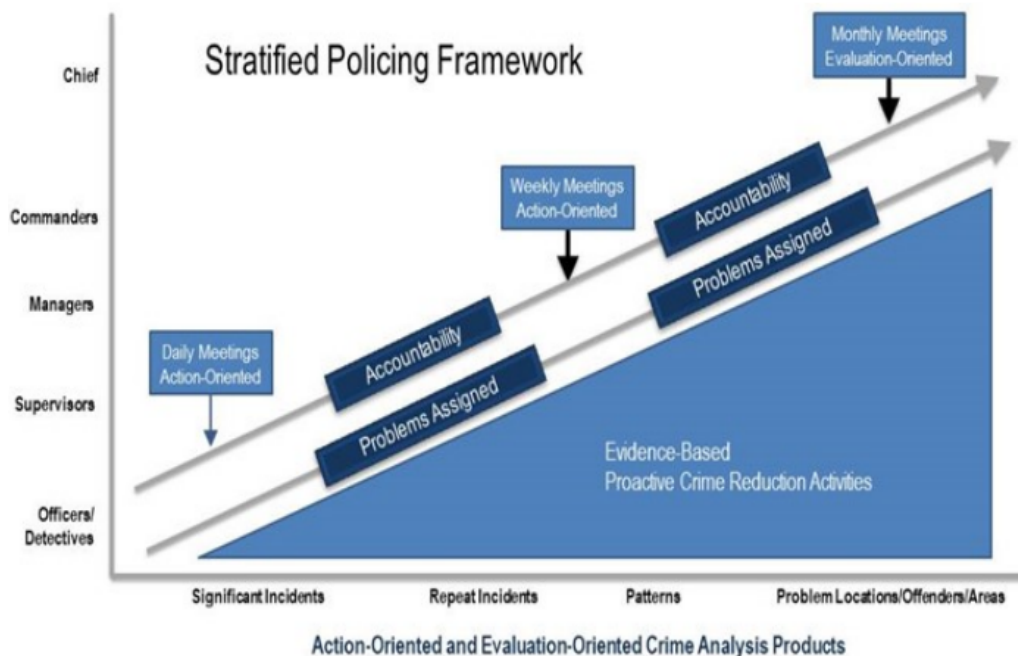 Stratified Policing Framework
Chief
Commanders
Managers
Supervisors
Officers/
Detectives
Monthly Meetings
Evaluation-Oriented
Weekly Meetings
Action-Oriented
Daily Meetings
Action-Oriented
Accountability
Problems Assigned
Accountability
Problems Assigned
Evidence-Based
Proactive Crime Reduction Activities
Significant Incidents
Repeat Incidents
Patterns
Problem Locations/Offenders/Areas
Action-Oriented and Evaluation-Oriented Crime Analysis Products